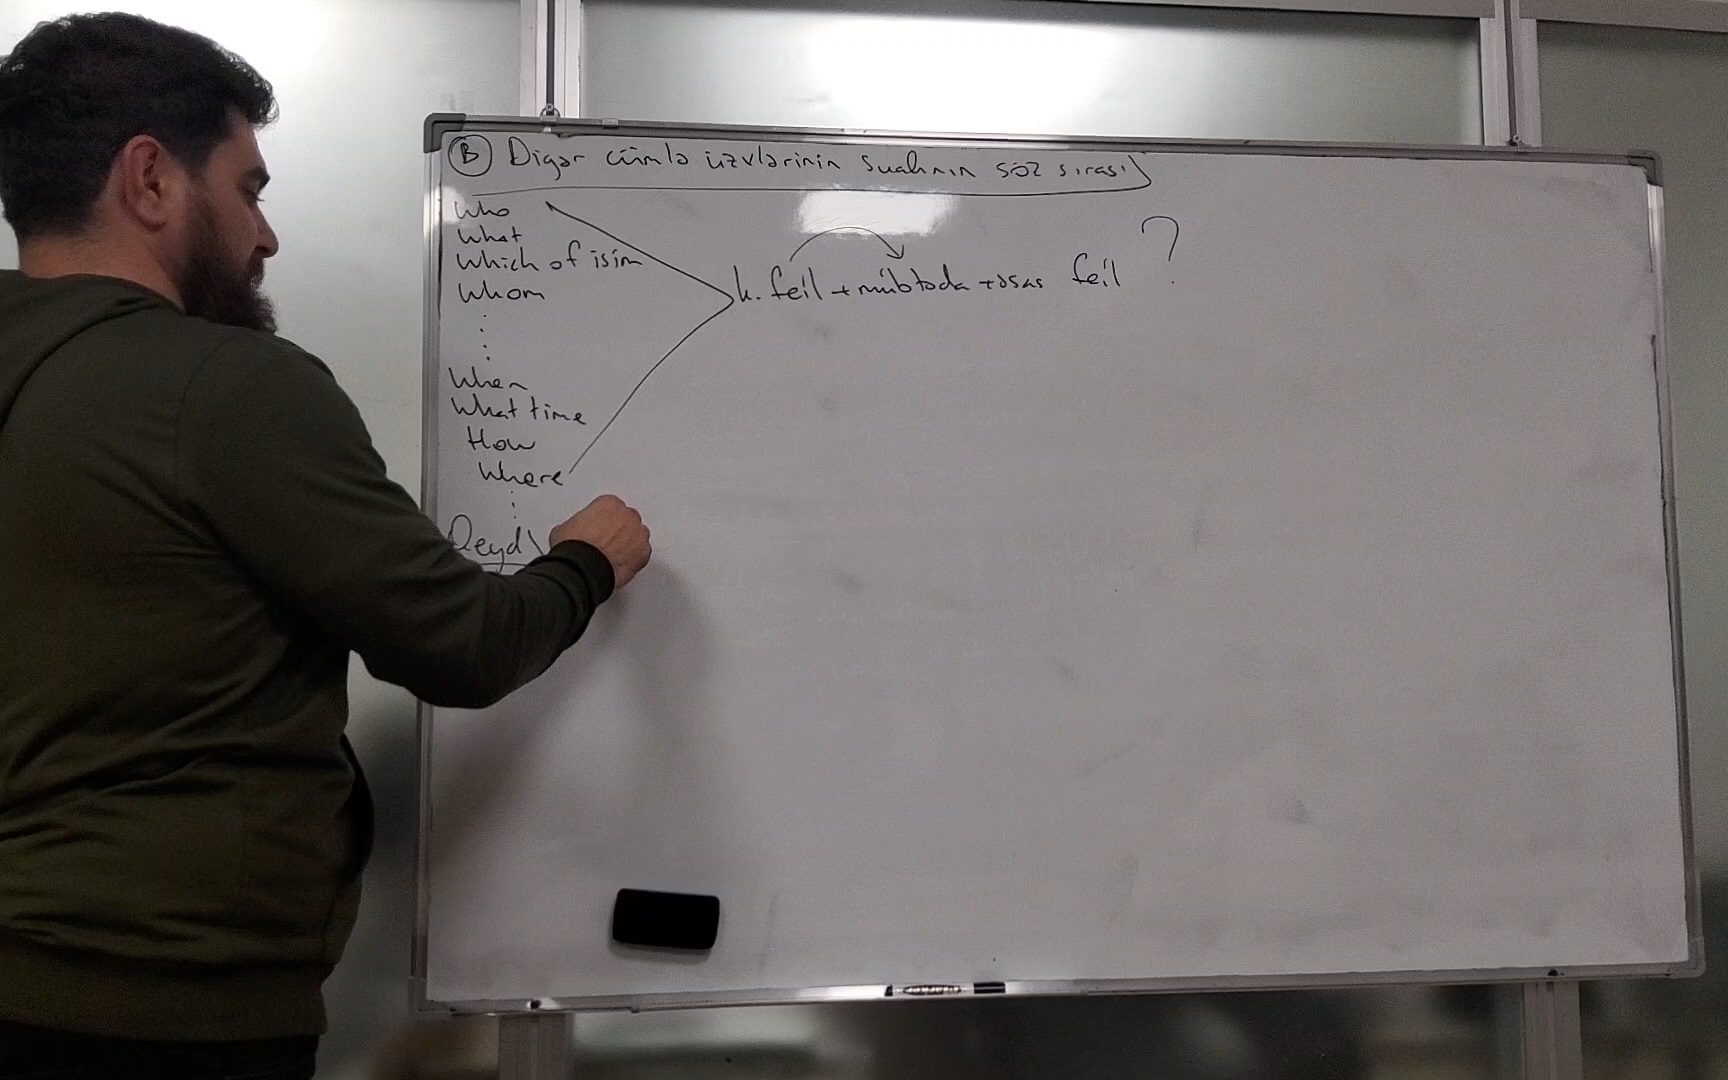 B Digər cümlə üzvlərinin sualının söz sırası
Who
What
Which of isim
Whom
k. feil + mübtəda + əsas feil ?
When
What time
How
Where
Qeyd\